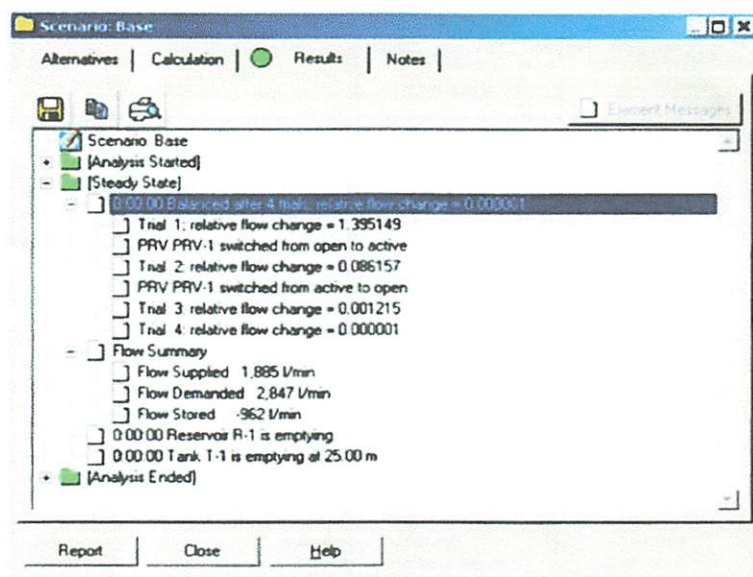 Scenario: Base
Alternatives | Calculation | Results | Notes |
Element Messages
Scenario: Base
[Analysis Started]
[Steady State]
0:00:00 Balanced after 4 trials; relative flow change = 0.000001
Trial 1: relative flow change = 1.395149
PRV PRV-1 switched from open to active
Trial 2: relative flow change = 0.086157
PRV PRV-1 switched from active to open
Trial 3: relative flow change = 0.001215
Trial 4: relative flow change = 0.000001
Flow Summary
Flow Supplied 1,885 l/min
Flow Demanded 2,847 l/min
Flow Stored -962 l/min
0:00:00 Reservoir R-1 is emptying
0:00:00 Tank T-1 is emptying at 25.00 m
[Analysis Ended]
Report Close Help